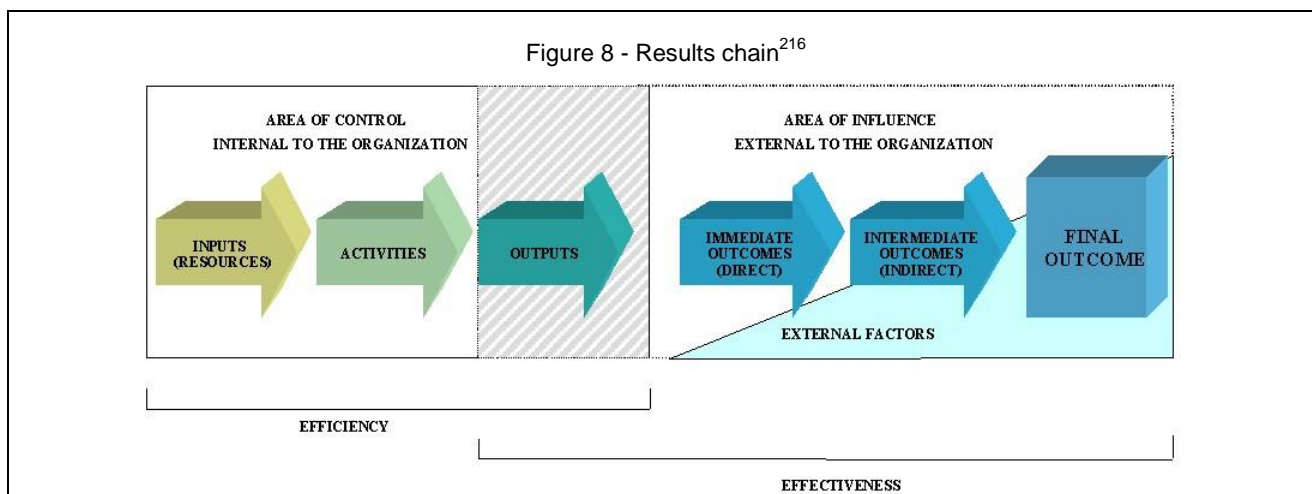 Figure 8 - Results chain216
AREA OF CONTROL
INTERNAL TO THE ORGANIZATION
AREA OF INFLUENCE
EXTERNAL TO THE ORGANIZATION
INPUTS
(RESOURCES)
ACTIVITIES
OUTPUTS
IMMEDIATE
OUTCOMES
(DIRECT)
INTERMEDIATE
OUTCOMES
(INDIRECT)
FINAL
OUTCOME
EXTERNAL FACTORS
EFFICIENCY
EFFECTIVENESS